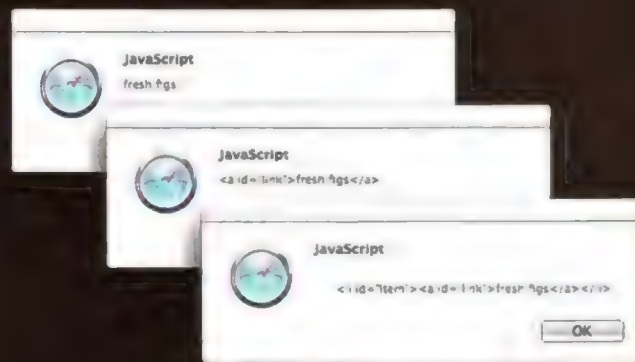 JavaScript
fresh figs
JavaScript
<a id="link">fresh figs</a>
JavaScript
<li id="item"><a id="link">fresh figs</a></li>
OK